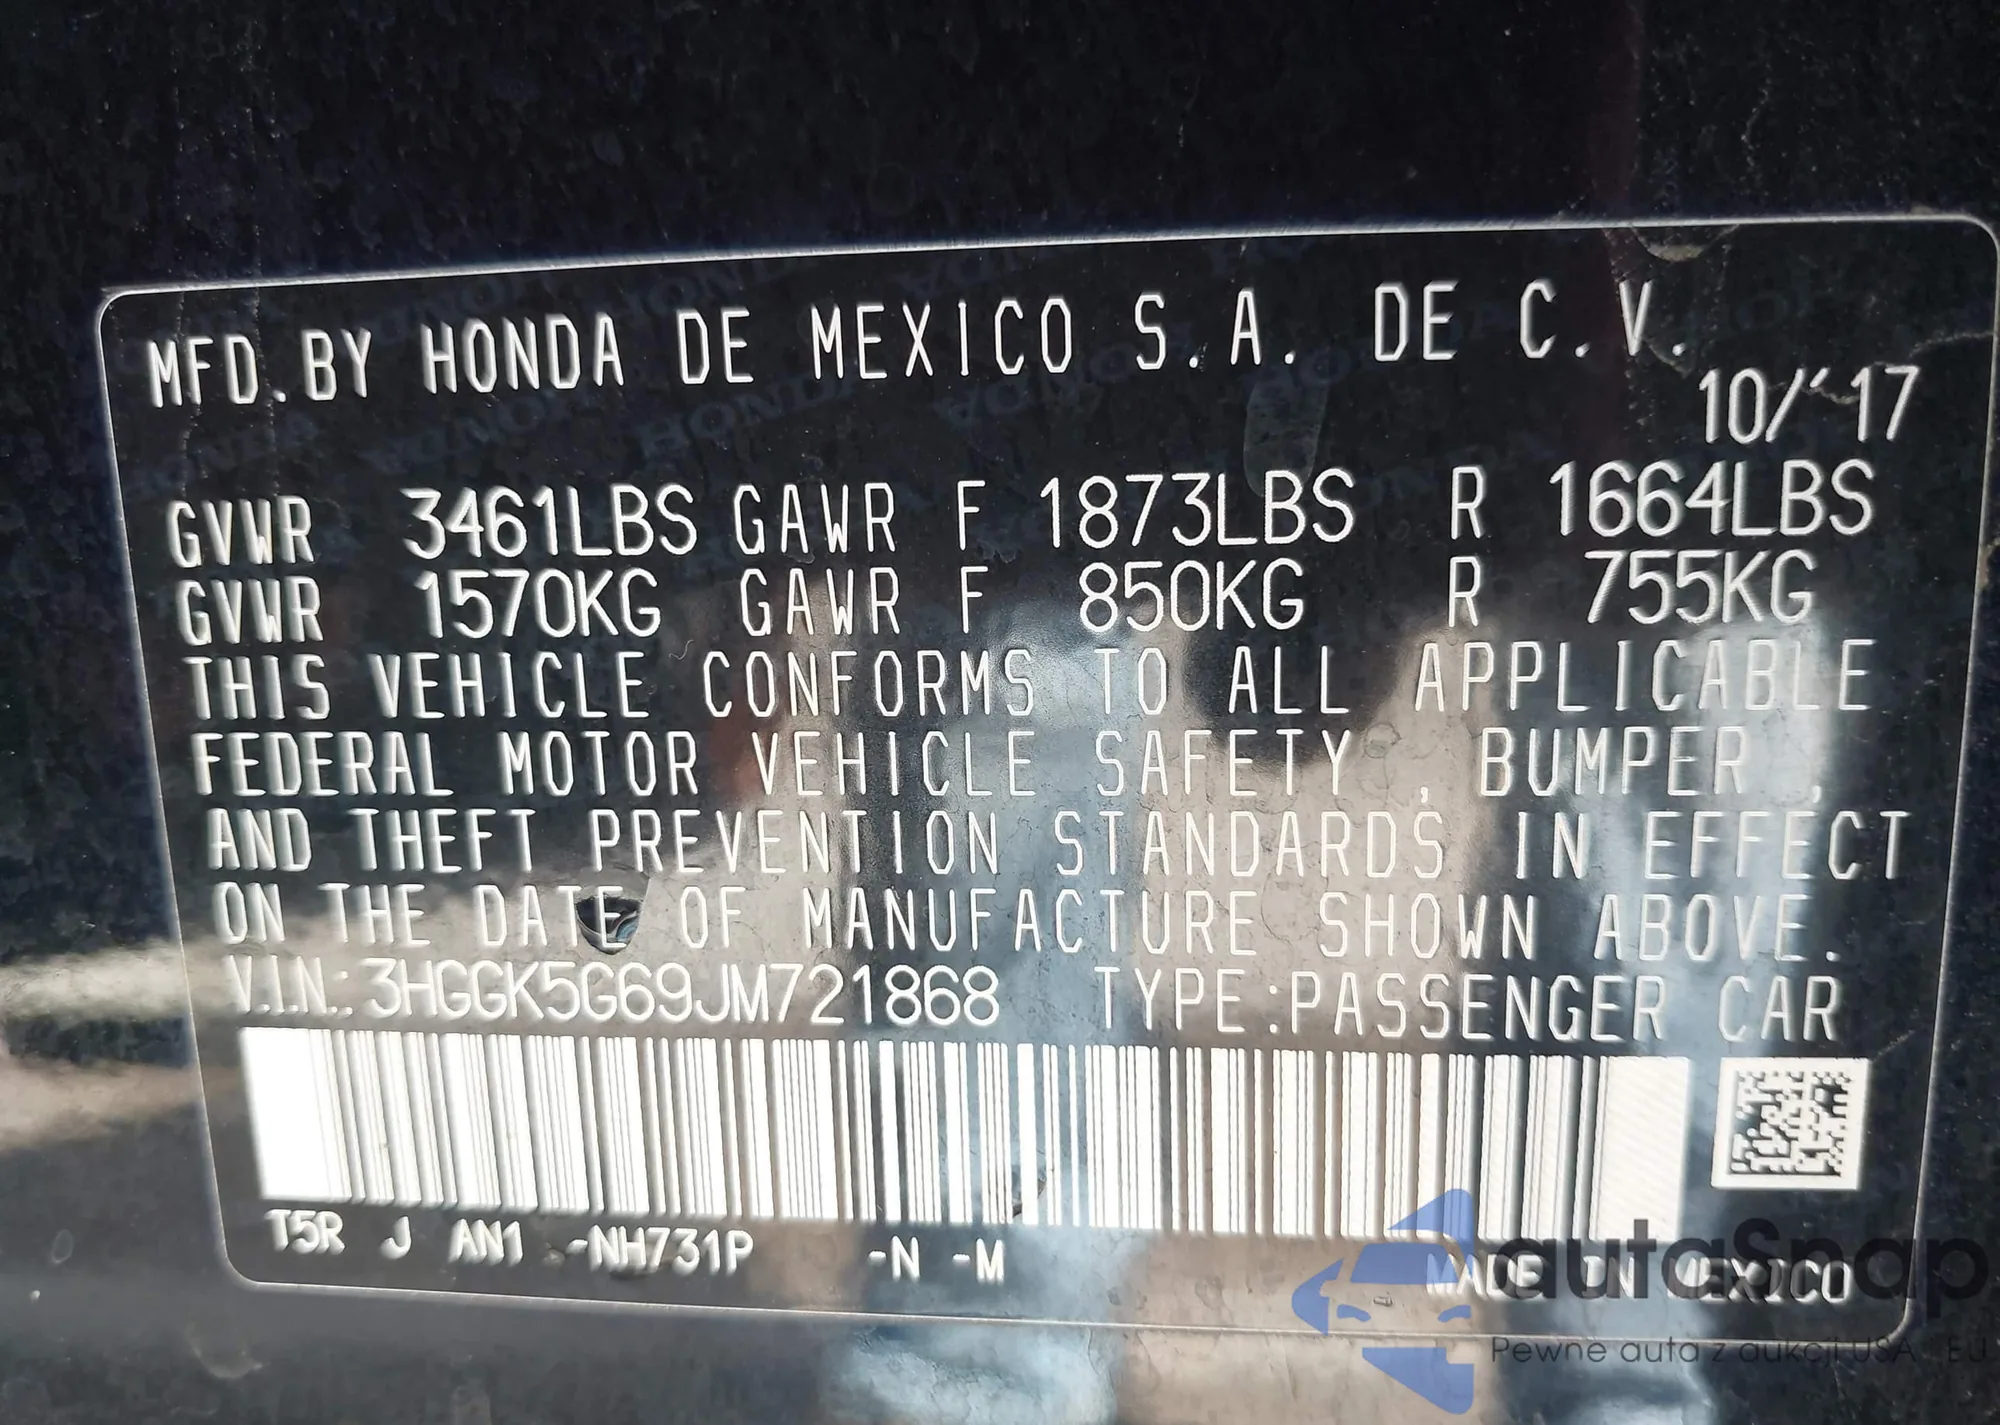 MFD.BY HONDA DE MEXICO S.A. DE C.V.
10/'17
GVWR 3461LBS GAWR F 1873LBS R 1664LBS
GVWR 1570KG GAWR F 850KG R 755KG
THIS VEHICLE CONFORMS TO ALL APPLICABLE
FEDERAL MOTOR VEHICLE SAFETY, BUMPER,
AND THEFT PREVENTION STANDARDS IN EFFECT
ON THE DATE OF MANUFACTURE SHOWN ABOVE.
V.I.N.: 3HGGK5G69JM721868 TYPE:PASSENGER CAR
T5R J AN1 -NH731P -N -M
MADE IN MEXICO
autoSnap
Pewne auta z aukcji USA EU